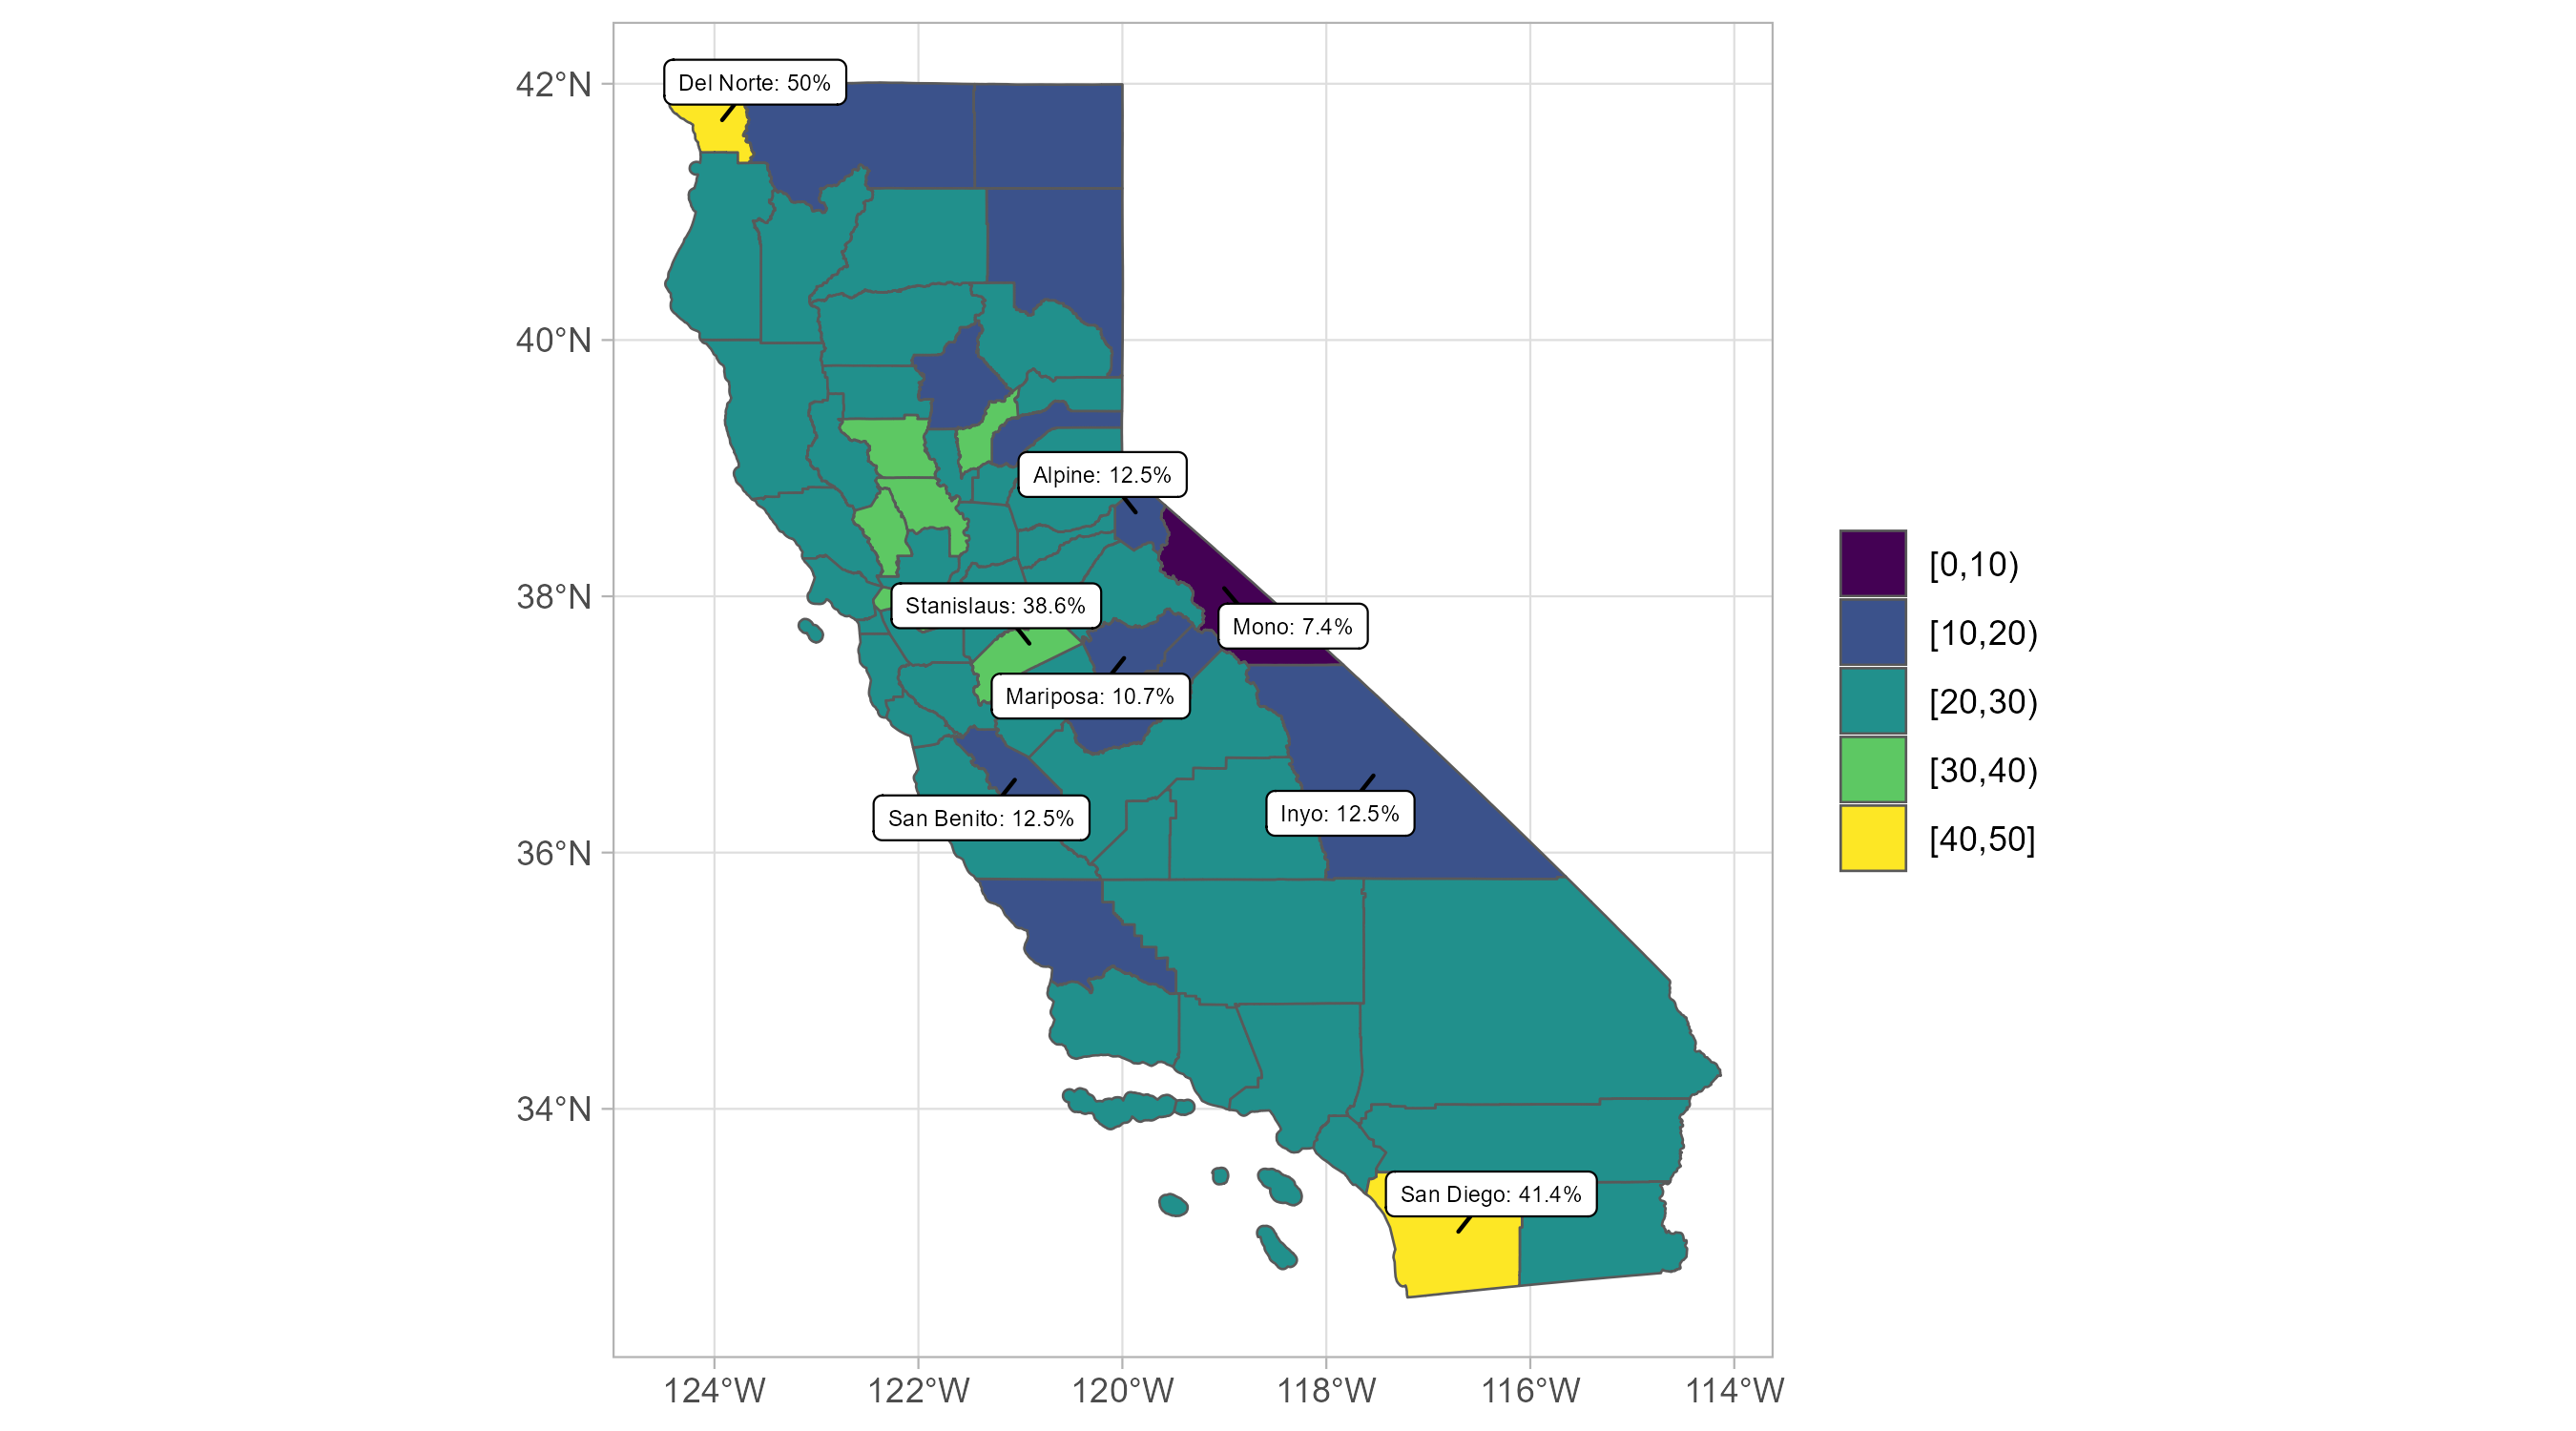 42°N
40°N
38°N
36°N
34°N
124°W
122°W
120°W
118°W
116°W
114°W
Del Norte: 50%
Alpine: 12.5%
Stanislaus: 38.6%
Mono: 7.4%
Mariposa: 10.7%
San Benito: 12.5%
Inyo: 12.5%
San Diego: 41.4%
[0,10)
[10,20)
[20,30)
[30,40)
[40,50]